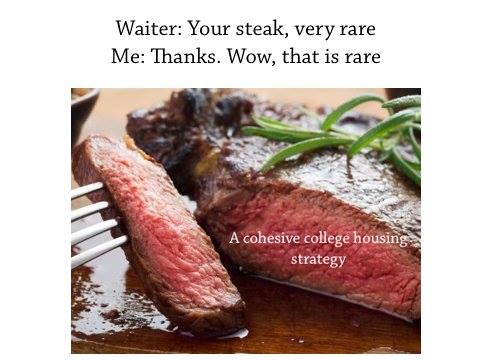 Waiter: Your steak, very rare
Me: Thanks. Wow, that is rare
A cohesive college housing
strategy